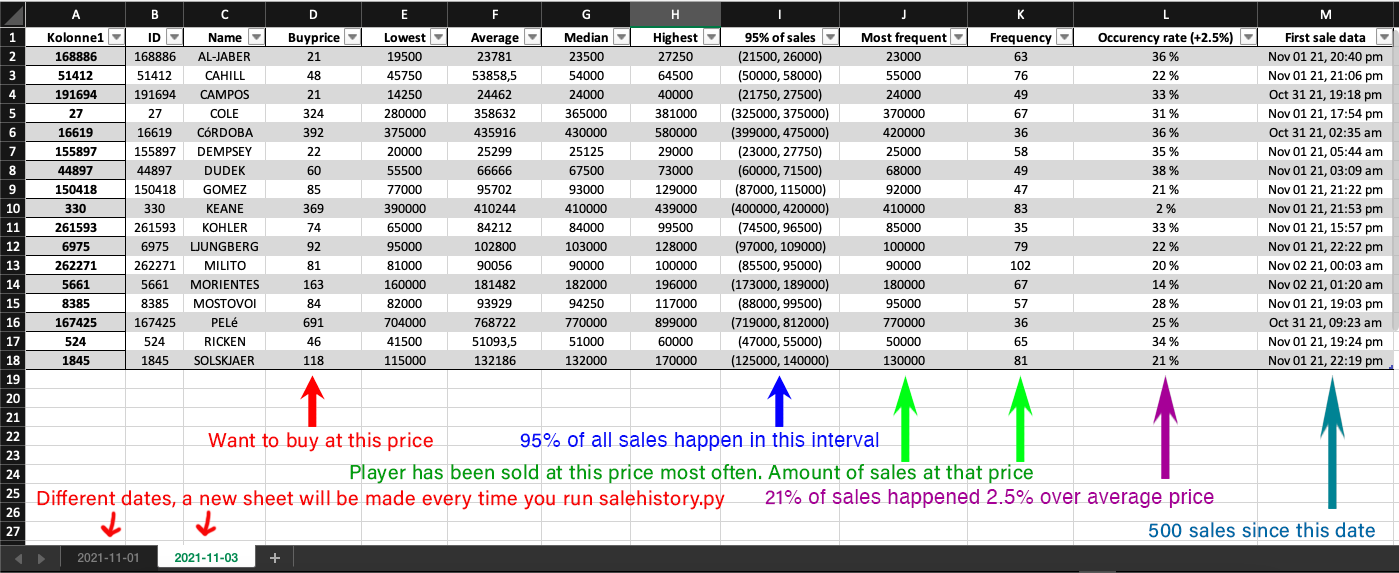 A B C D E F G H I J K L M
1 Kolonne1 ID Name Buyprice Lowest Average Median Highest 95% of sales Most frequent Frequency Occurency rate (+2.5%) First sale data
2 168886 168886 AL-JABER 21 19500 23781 23500 27250 (21500, 26000) 23000 63 36 % Nov 01 21, 20:40 pm
3 51412 51412 CAHILL 48 45750 53858,5 54000 64500 (50000, 58000) 55000 76 22 % Nov 01 21, 21:06 pm
4 191694 191694 CAMPOS 21 14250 24462 24000 40000 (21750, 27500) 24000 49 33 % Oct 31 21, 19:18 pm
5 27 27 COLE 324 280000 358632 365000 381000 (325000, 375000) 370000 67 31 % Nov 01 21, 17:54 pm
6 16619 16619 CóRDOBA 392 375000 435916 430000 580000 (399000, 475000) 420000 36 36 % Oct 31 21, 02:35 am
7 155897 155897 DEMPSEY 22 20000 25299 25125 29000 (23000, 27750) 25000 58 35 % Nov 01 21, 05:44 am
8 44897 44897 DUDEK 60 55500 66666 67500 73000 (60000, 71500) 68000 49 38 % Nov 01 21, 03:09 am
9 150418 150418 GOMEZ 85 77000 95702 93000 129000 (87000, 115000) 92000 47 21 % Nov 01 21, 21:22 pm
10 330 330 KEANE 369 390000 410244 410000 439000 (400000, 420000) 410000 83 2 % Nov 01 21, 21:53 pm
11 261593 261593 KOHLER 74 65000 84212 84000 99500 (74500, 96500) 85000 35 33 % Nov 01 21, 15:57 pm
12 6975 6975 LJUNGBERG 92 95000 102800 103000 128000 (97000, 109000) 100000 79 22 % Nov 01 21, 22:22 pm
13 262271 262271 MILITO 81 81000 90056 90000 100000 (85500, 95000) 90000 102 20 % Nov 02 21, 00:03 am
14 5661 5661 MORIENTES 163 160000 181482 182000 196000 (173000, 189000) 180000 67 14 % Nov 02 21, 01:20 am
15 8385 8385 MOSTOVOI 84 82000 93929 94250 117000 (88000, 99500) 95000 57 28 % Nov 01 21, 19:03 pm
16 167425 167425 PELé 691 704000 768722 770000 899000 (719000, 812000) 770000 36 25 % Oct 31 21, 09:23 am
17 524 524 RICKEN 46 41500 51093,5 51000 60000 (47000, 55000) 50000 65 34 % Nov 01 21, 19:24 pm
18 1845 1845 SOLSKJAER 118 115000 132186 132000 170000 (125000, 140000) 130000 81 21 % Nov 01 21, 22:19 pm
19
20
21
22 Want to buy at this price 95% of all sales happen in this interval
23
24 Player has been sold at this price most often. Amount of sales at that price
25 Different dates, a new sheet will be made every time you run salehistory.py 21% of sales happened 2.5% over average price
26
27 500 sales since this date
2021-11-01 2021-11-03 +